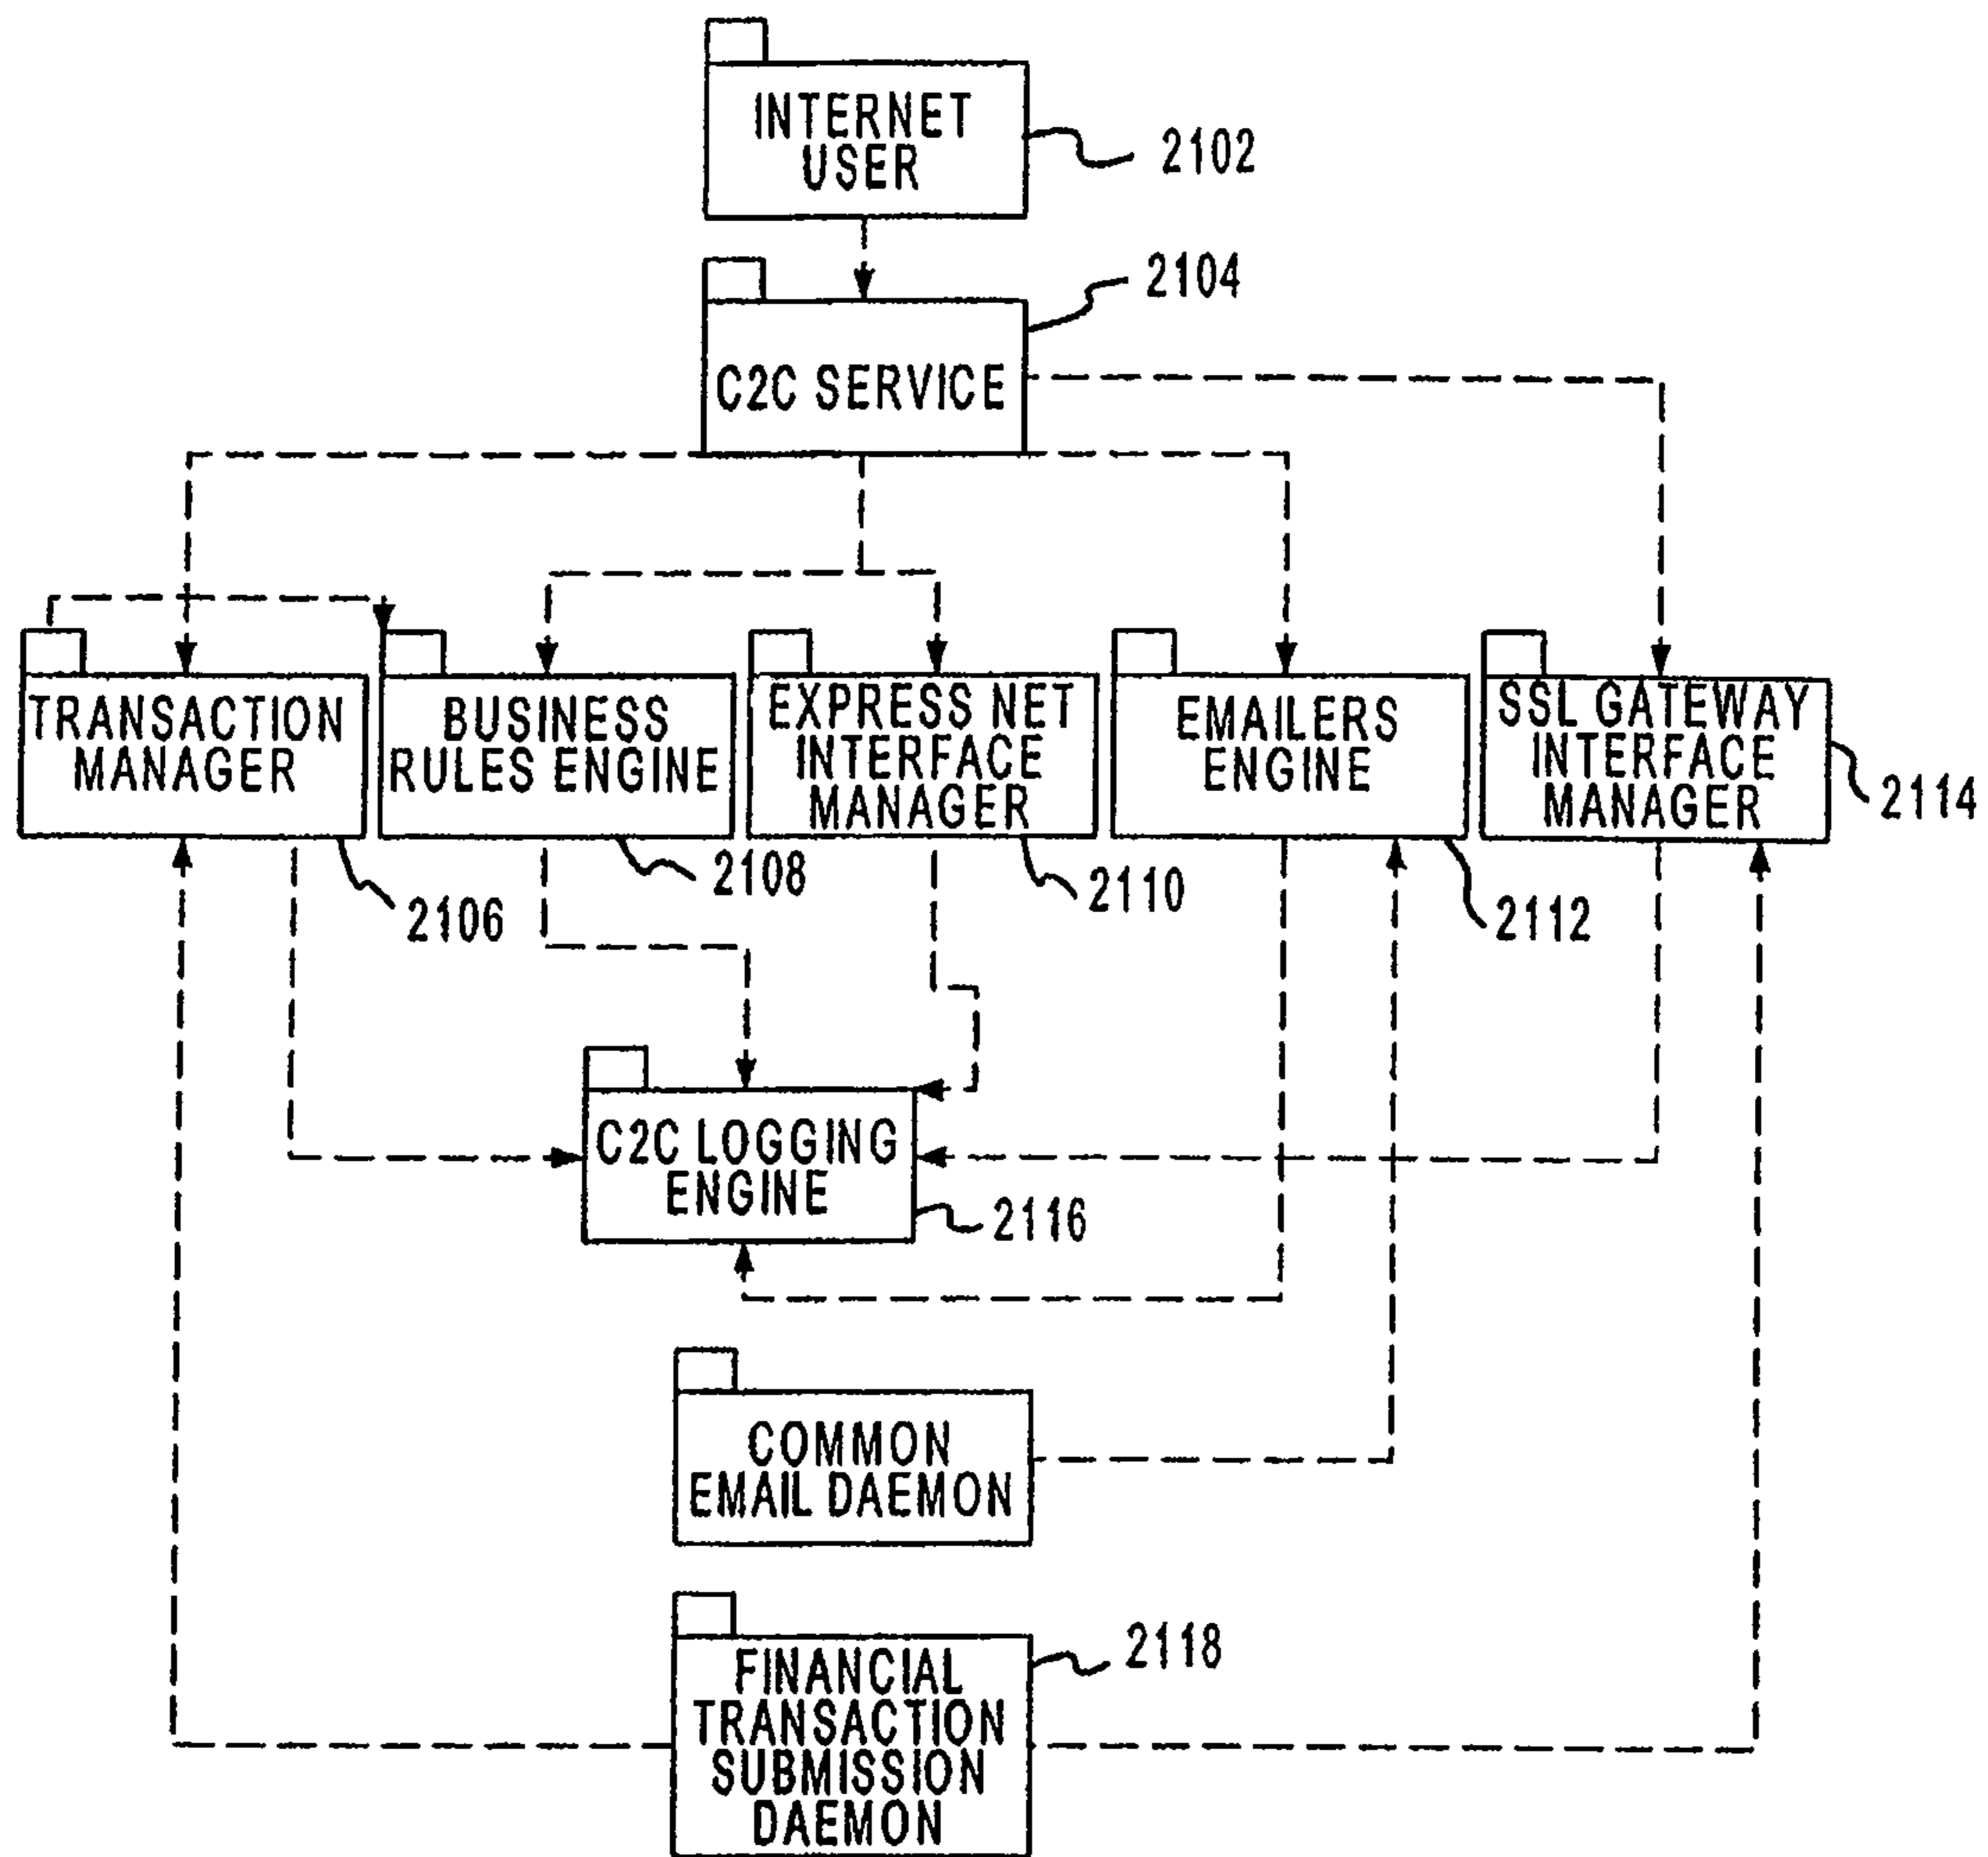 INTERNET
USER
2102
2104
C2C SERVICE
TRANSACTION
MANAGER
2106
BUSINESS
RULES ENGINE
2108
EXPRESS NET
INTERFACE
MANAGER
2110
EMAILERS
ENGINE
2112
SSL GATEWAY
INTERFACE
MANAGER
2114
C2C LOGGING
ENGINE
2116
COMMON
EMAIL DAEMON
FINANCIAL
TRANSACTION
SUBMISSION
DAEMON
2118